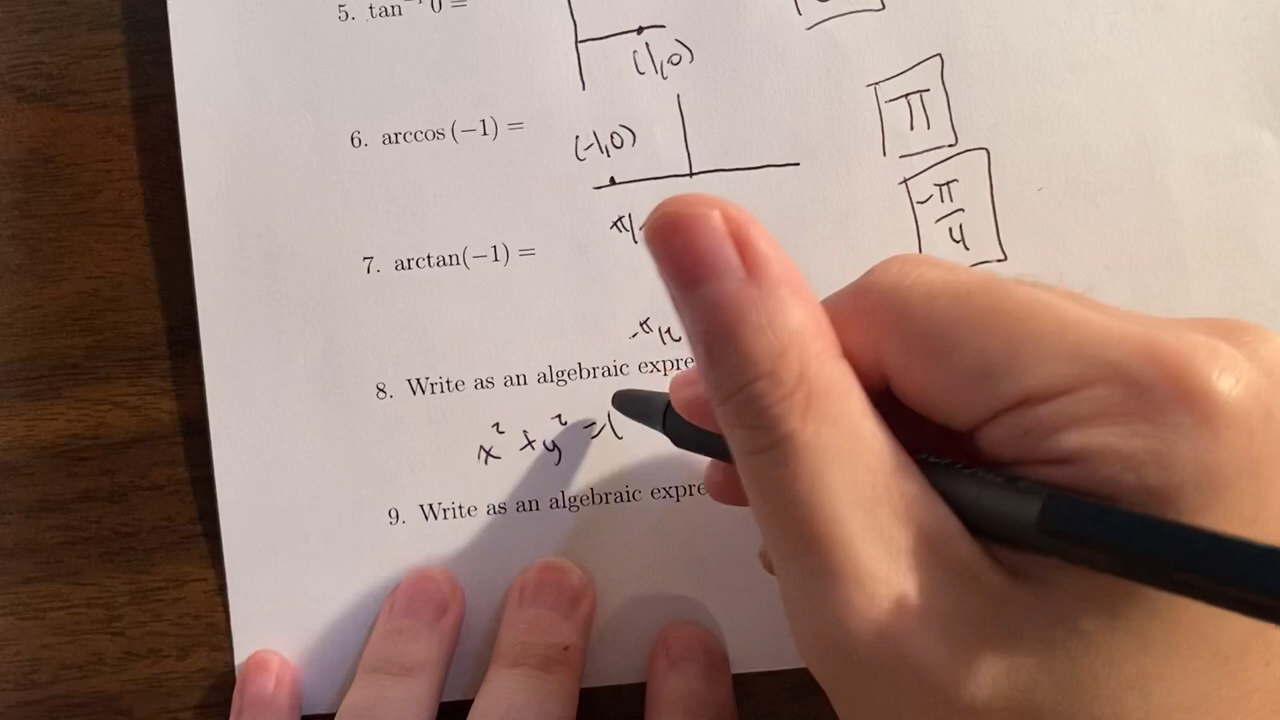 5. tan⁻¹ 0 =
(1,0)
6. arccos (−1) =
(-1,0)
π
7. arctan(−1) =
-π/4
-π/2
8. Write as an algebraic expre
x² + y² = 1
9. Write as an algebraic expre